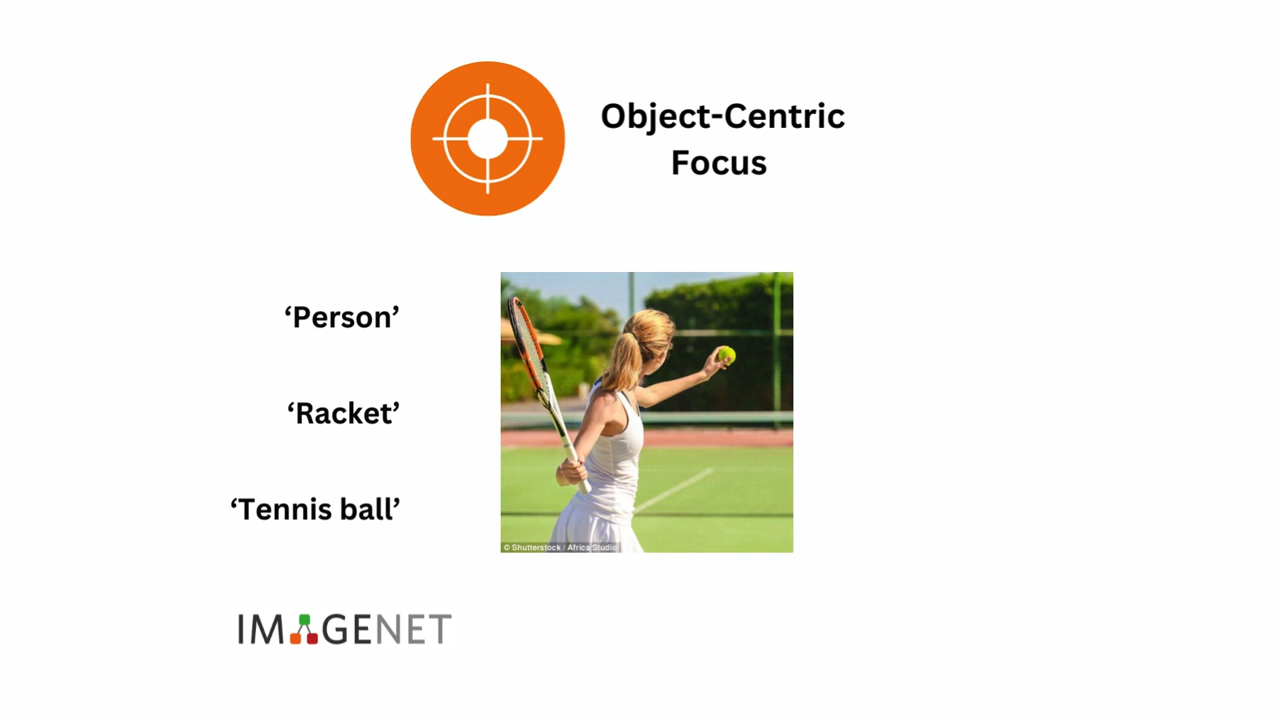 Object-Centric
Focus
‘Person’
‘Racket’
‘Tennis ball’
© Shutterstock / Africa Studio
IMAGENET